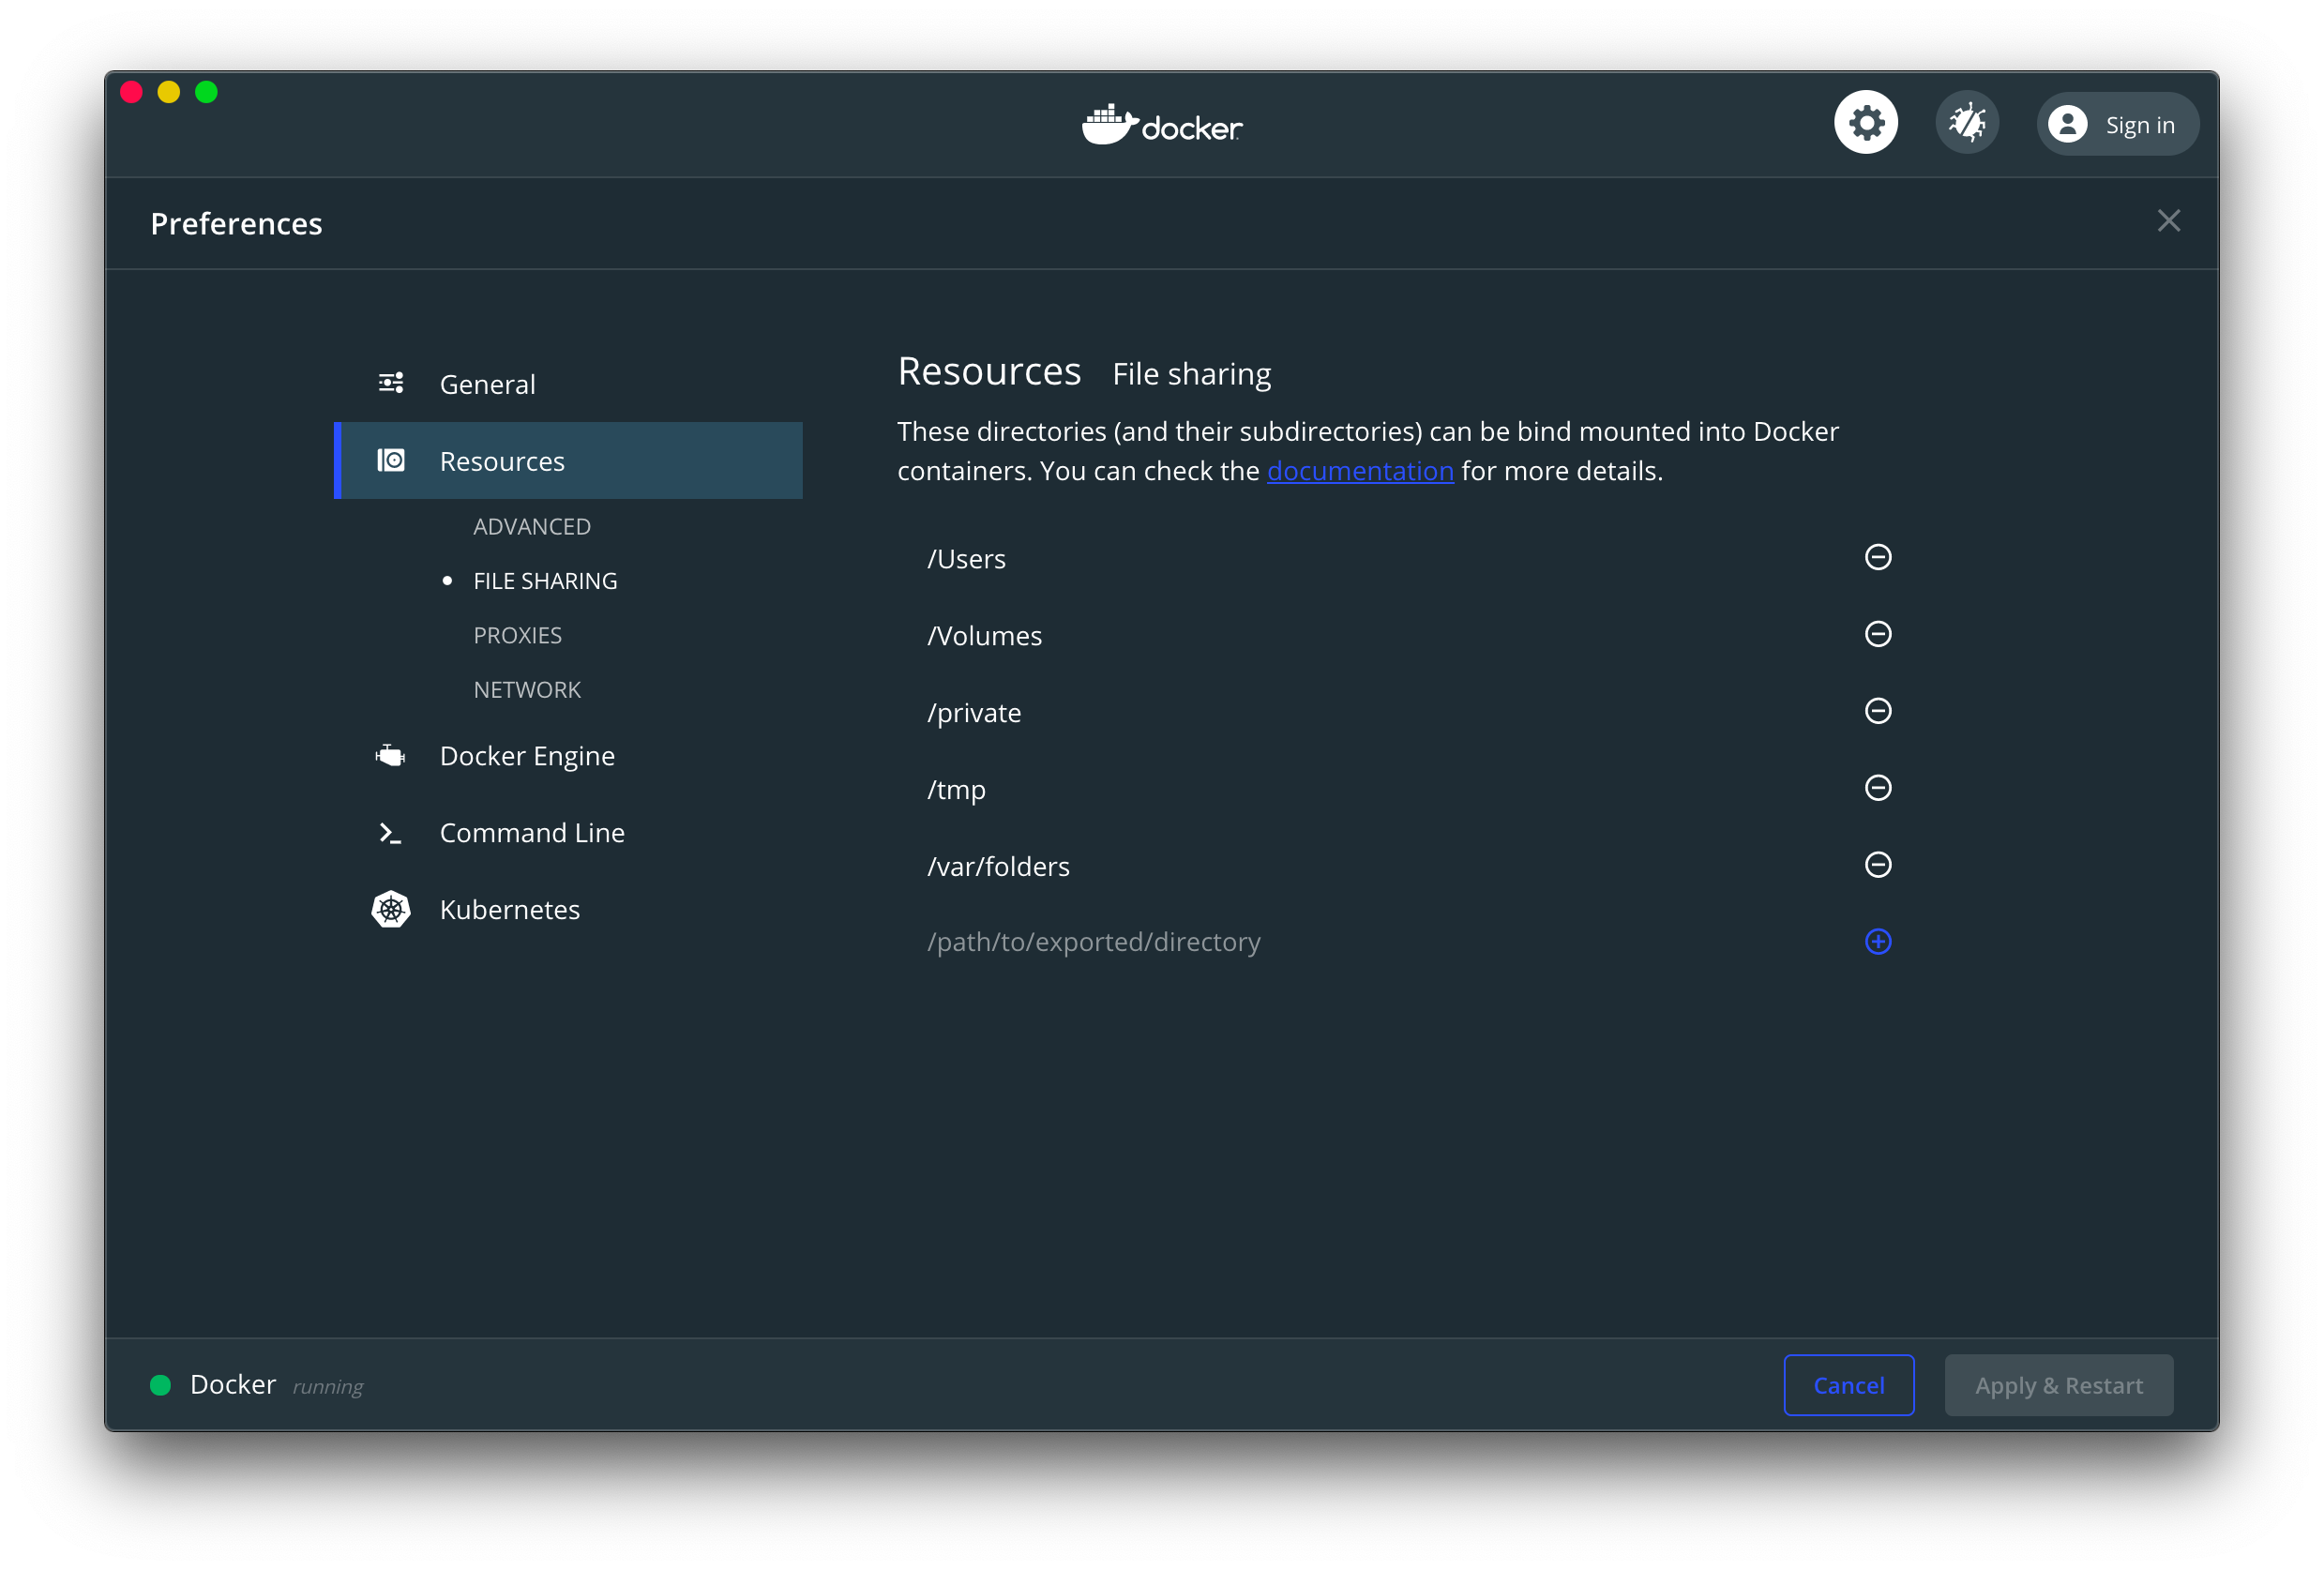 docker
Sign in
Preferences
General
Resources
ADVANCED
FILE SHARING
PROXIES
NETWORK
Docker Engine
Command Line
Kubernetes
Resources File sharing
These directories (and their subdirectories) can be bind mounted into Docker
containers. You can check the documentation for more details.
/Users
/Volumes
/private
/tmp
/var/folders
/path/to/exported/directory
Docker running
Cancel
Apply & Restart